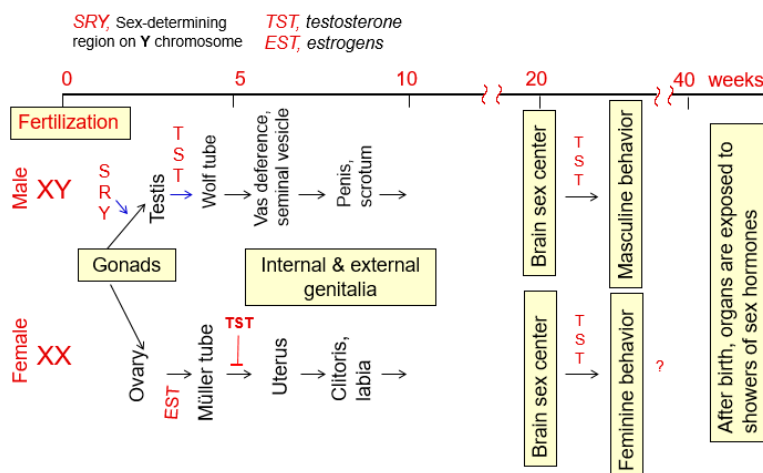 SRY, Sex-determining
region on Y chromosome
TST, testosterone
EST, estrogens
0
5
10
20
40 weeks
Fertilization
Male
XY
SRY
Testis
TST
Wolf tube
Vas deference,
seminal vesicle
Penis,
scrotum
Brain sex center
TST
Masculine behavior
Gonads
Internal & external
genitalia
Female
XX
Ovary
EST
Müller tube
TST
Uterus
Clitoris,
labia
Brain sex center
TST
Feminine behavior
?
After birth, organs are exposed to
showers of sex hormones